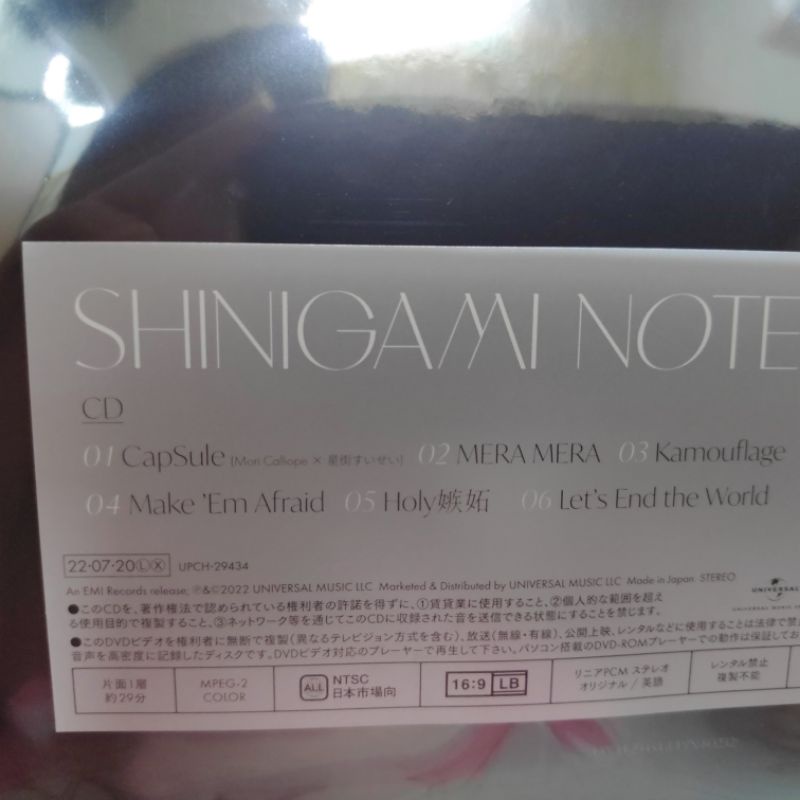 SHINIGAMI NOTE
CD
01 CapSule [Mori Calliope × 星街すいせい] 02 MERA MERA 03 Kamouflage
04 Make 'Em Afraid 05 Holy嫉妬 06 Let's End the World
22·07·20ⓁⓍ UPCH-29434
An EMI Records release; ℗&©2022 UNIVERSAL MUSIC LLC Marketed & Distributed by UNIVERSAL MUSIC LLC Made in Japan STEREO
UNIVERSAL
●このCDを、著作権法で認められている権利者の許諾を得ずに、①賃貸業に使用すること、②個人的な範囲を超え
る使用目的で複製すること、③ネットワーク等を通じてこのCDに収録された音を送信できる状態にすることを禁じます。
●このDVDビデオを権利者に無断で複製(異なるテレビジョン方式を含む)、放送(無線・有線)、公開上映、レンタルなどに使用することは法律で禁
音声を高密度に記録したディスクです。DVDビデオ対応のプレーヤーで再生して下さい。パソコン搭載のDVD-ROMプレーヤーでの動作は保証してお
片面1層
約29分
MPEG-2
COLOR
ALL
NTSC
日本市場向
16:9 LB
リニアPCM ステレオ
オリジナル / 英語
レンタル禁止
複製不能